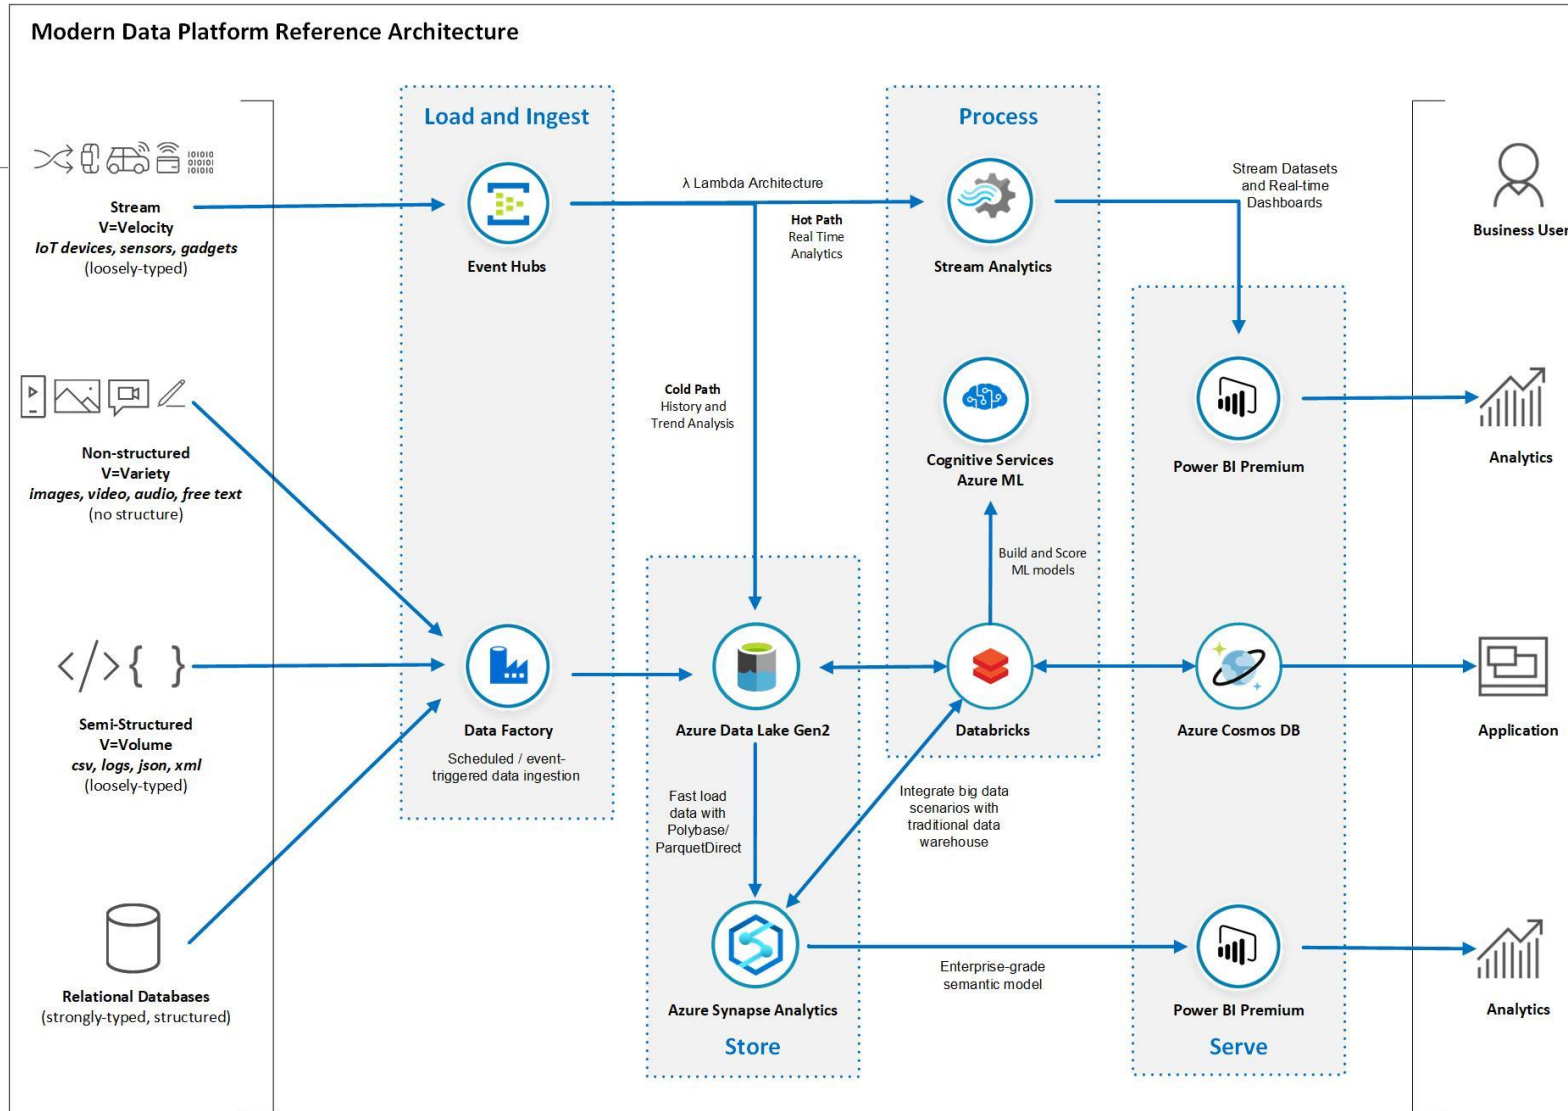 Modern Data Platform Reference Architecture
Stream
V=Velocity
IoT devices, sensors, gadgets
(loosely-typed)
Non-structured
V=Variety
images, video, audio, free text
(no structure)
Semi-Structured
V=Volume
csv, logs, json, xml
(loosely-typed)
Relational Databases
(strongly-typed, structured)
Load and Ingest
Event Hubs
Data Factory
Scheduled / event-
triggered data ingestion
λ Lambda Architecture
Hot Path
Real Time
Analytics
Cold Path
History and
Trend Analysis
Azure Data Lake Gen2
Fast load
data with
Polybase/
ParquetDirect
Azure Synapse Analytics
Store
Process
Stream Analytics
Cognitive Services
Azure ML
Build and Score
ML models
Databricks
Integrate big data
scenarios with
traditional data
warehouse
Enterprise-grade
semantic model
Stream Datasets
and Real-time
Dashboards
Power BI Premium
Azure Cosmos DB
Power BI Premium
Serve
Business User
Analytics
Application
Analytics
10101
01010
10101